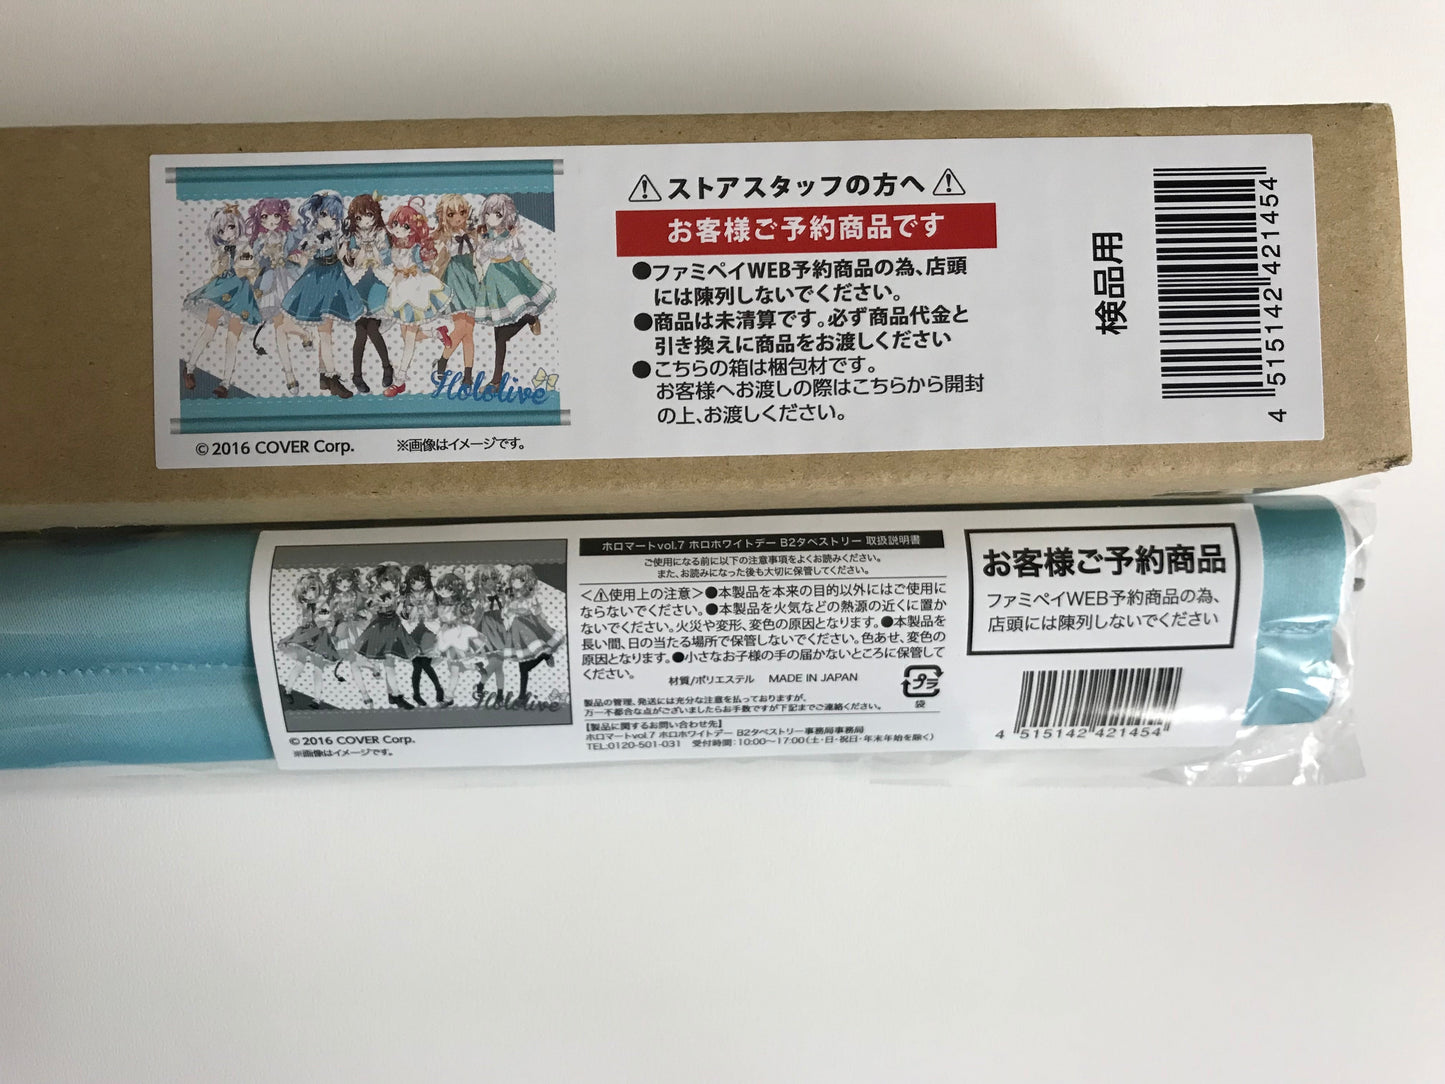 ストアスタッフの方へ
お客様ご予約商品です
●ファミペイWEB予約商品の為、店頭
には陳列しないでください。
●商品は未清算です。必ず商品代金と
引き換えに商品をお渡しください
●こちらの箱は梱包材です。
お客様へお渡しの際はこちらから開封
の上、お渡しください。
検品用
4 515142 421454
Hololive
© 2016 COVER Corp.
※画像はイメージです。
ホロマートvol.7 ホロホワイトデー B2タペストリー 取扱説明書
ご使用になる前に以下の注意事項をよくお読みください。
また、お読みになった後も大切に保管してください。
＜⚠使用上の注意＞●本製品を本来の目的以外にはご使用に
ならないでください。●本製品を火気などの熱源の近くに置か
ないでください。火災や変形、変色の原因となります。●本製品を
長い間、日の当たる場所で保管しないでください。色あせ、変色の
原因となります。●小さなお子様の手の届かないところに保管して
ください。
材質/ポリエステル MADE IN JAPAN
プラ
袋
製品の管理、発送には充分な注意を払っておりますが、
万一不都合な点がございましたらお手数ですが下記までご連絡ください。
【製品に関するお問い合わせ先】
ホロマートvol.7 ホロホワイトデー B2タペストリー事務局事務局
TEL:0120-501-031 受付時間:10:00～17:00(土・日・祝日・年末年始を除く)
Hololive
© 2016 COVER Corp.
※画像はイメージです。
お客様ご予約商品
ファミペイWEB予約商品の為、
店頭には陳列しないでください
4 515142 421454